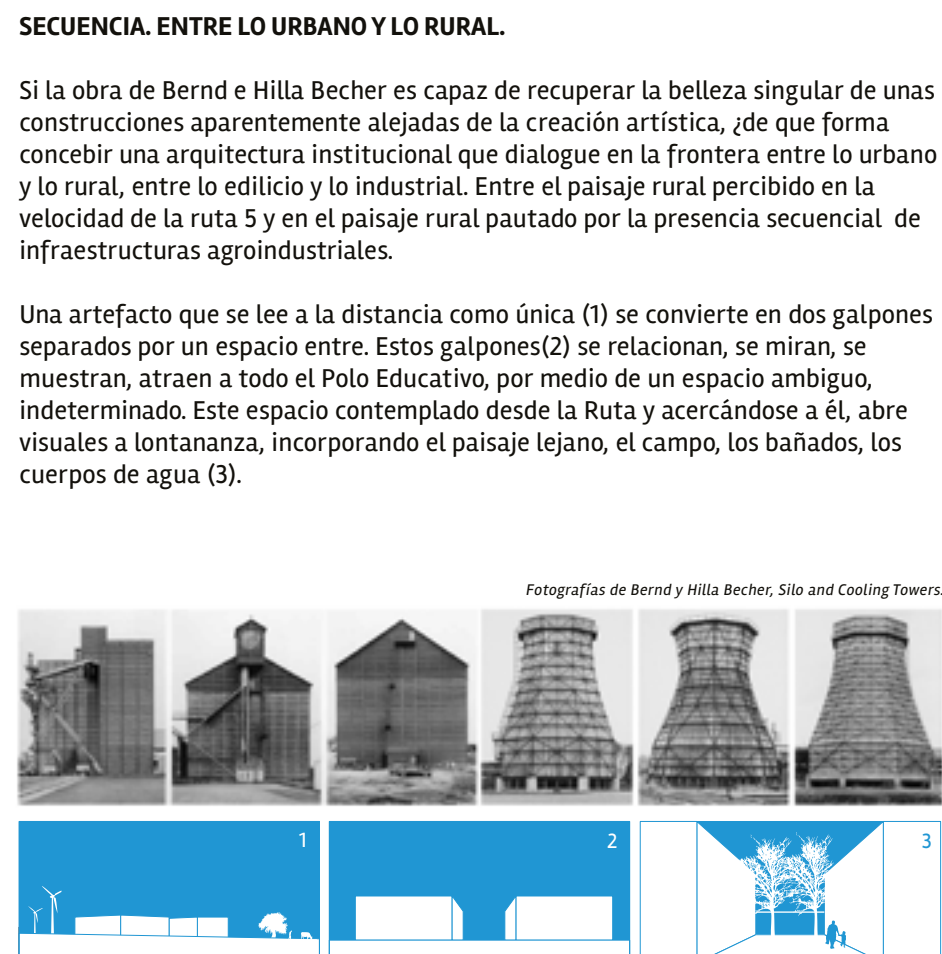 SECUENCIA. ENTRE LO URBANO Y LO RURAL.
Si la obra de Bernd e Hilla Becher es capaz de recuperar la belleza singular de unas
construcciones aparentemente alejadas de la creación artística, ¿de que forma
concebir una arquitectura institucional que dialogue en la frontera entre lo urbano
y lo rural, entre lo edilicio y lo industrial. Entre el paisaje rural percibido en la
velocidad de la ruta 5 y en el paisaje rural pautado por la presencia secuencial  de
infraestructuras agroindustriales.
Una artefacto que se lee a la distancia como única (1) se convierte en dos galpones
separados por un espacio entre. Estos galpones(2) se relacionan, se miran, se
muestran, atraen a todo el Polo Educativo, por medio de un espacio ambiguo,
indeterminado. Este espacio contemplado desde la Ruta y acercándose a él, abre
visuales a lontananza, incorporando el paisaje lejano, el campo, los bañados, los
cuerpos de agua (3).
Fotografías de Bernd y Hilla Becher, Silo and Cooling Towers.
1
2
3